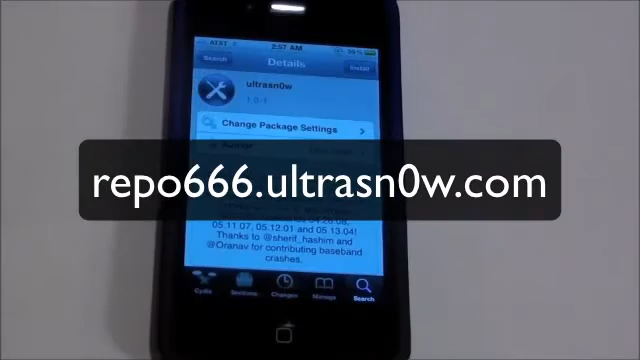 AT&T 2:57 AM 96%
Search Details Install
ultrasn0w
1.0-1
Change Package Settings
Author
repo666.ultrasn0w.com
05.11.07, 05.12.01 and 05.13.04!
Thanks to @sherif_hashim and
@Oranav for contributing baseband
crashes.
Cydia Sections Changes Manage Search